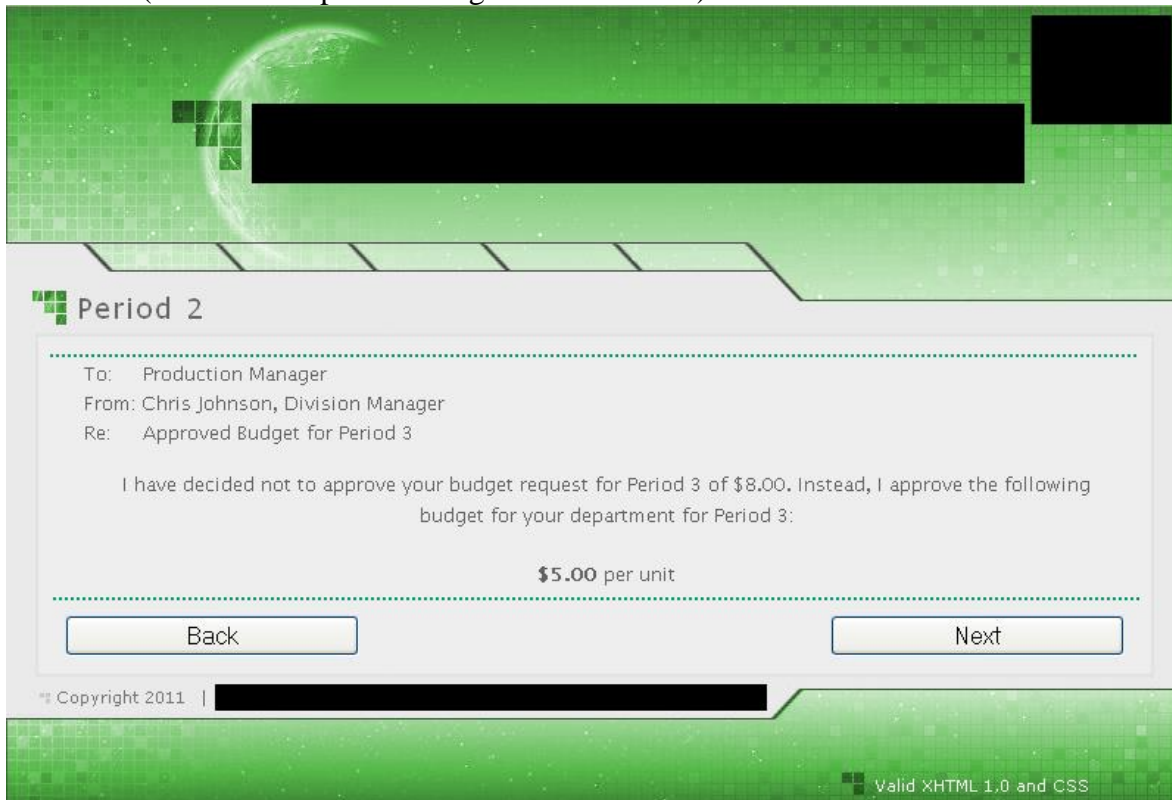 Period 2
To: Production Manager
From: Chris Johnson, Division Manager
Re: Approved Budget for Period 3
I have decided not to approve your budget request for Period 3 of $8.00. Instead, I approve the following
budget for your department for Period 3:
$5.00 per unit
Back
Next
Copyright 2011 |
Valid XHTML 1.0 and CSS